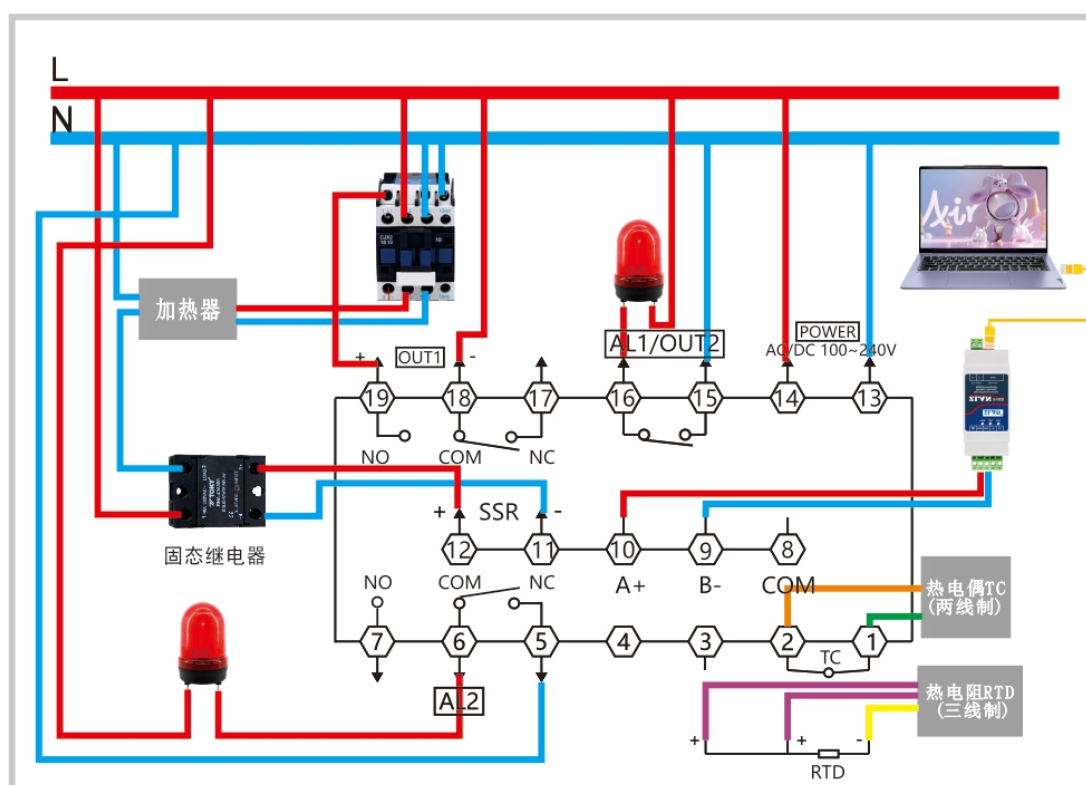 L
N
Air
加热器
+
OUT1
-
AL1/OUT2
POWER
AC/DC 100~240V
19
18
17
16
15
14
13
NO
COM
NC
ZLAN
TOKY
固态继电器
+
SSR
-
12
11
10
9
8
A+
B-
COM
NO
COM
NC
热电偶TC
(两线制)
7
6
5
4
3
2
1
TC
AL2
热电阻RTD
(三线制)
+
+
-
RTD